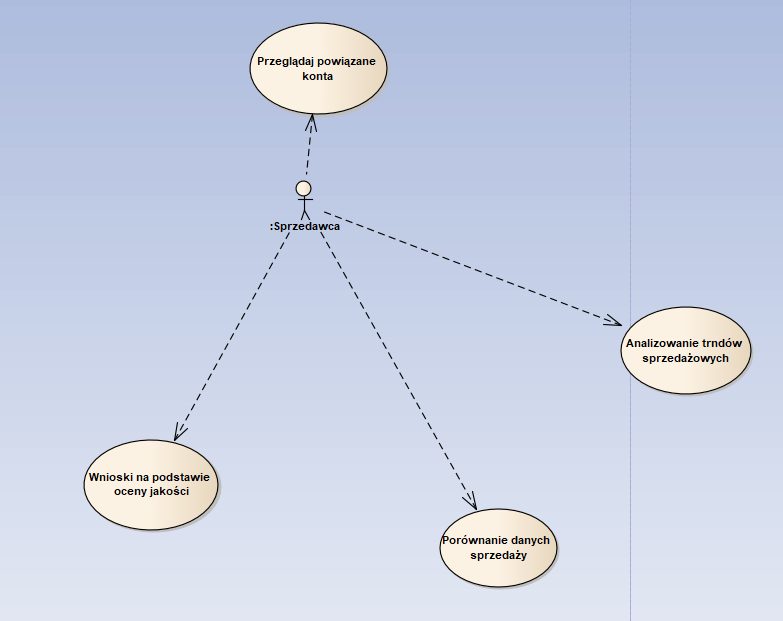 Przeglądaj powiązane
konta
:Sprzedawca
Analizowanie trndów
sprzedażowych
Wnioski na podstawie
oceny jakości
Porównanie danych
sprzedaży